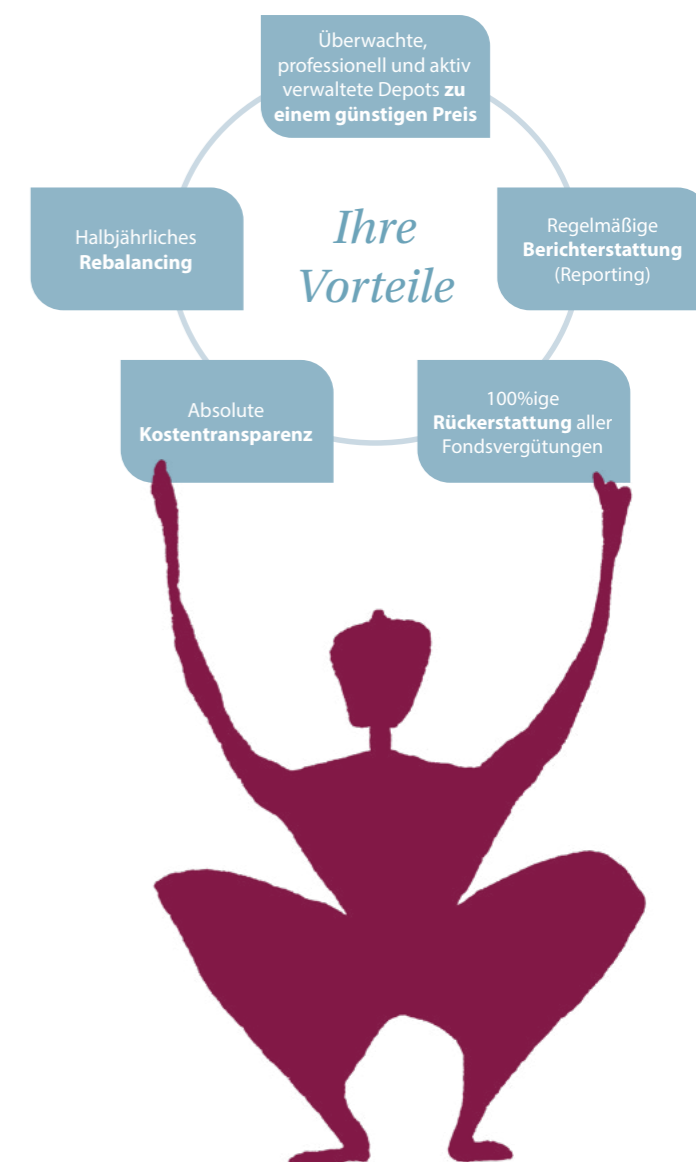 Überwachte,
professionell und aktiv
verwaltete Depots zu
einem günstigen Preis
Halbjährliches
Rebalancing
Ihre
Vorteile
Regelmäßige
Berichterstattung
(Reporting)
Absolute
Kostentransparenz
100%ige
Rückerstattung aller
Fondsvergütungen